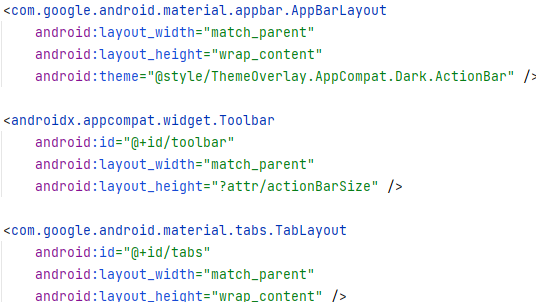 <com.google.android.material.appbar.AppBarLayout
android:layout_width="match_parent"
android:layout_height="wrap_content"
android:theme="@style/ThemeOverlay.AppCompat.Dark.ActionBar" />
<androidx.appcompat.widget.Toolbar
android:id="@+id/toolbar"
android:layout_width="match_parent"
android:layout_height="?attr/actionBarSize" />
<com.google.android.material.tabs.TabLayout
android:id="@+id/tabs"
android:layout_width="match_parent"
android:layout_height="wrap_content" />